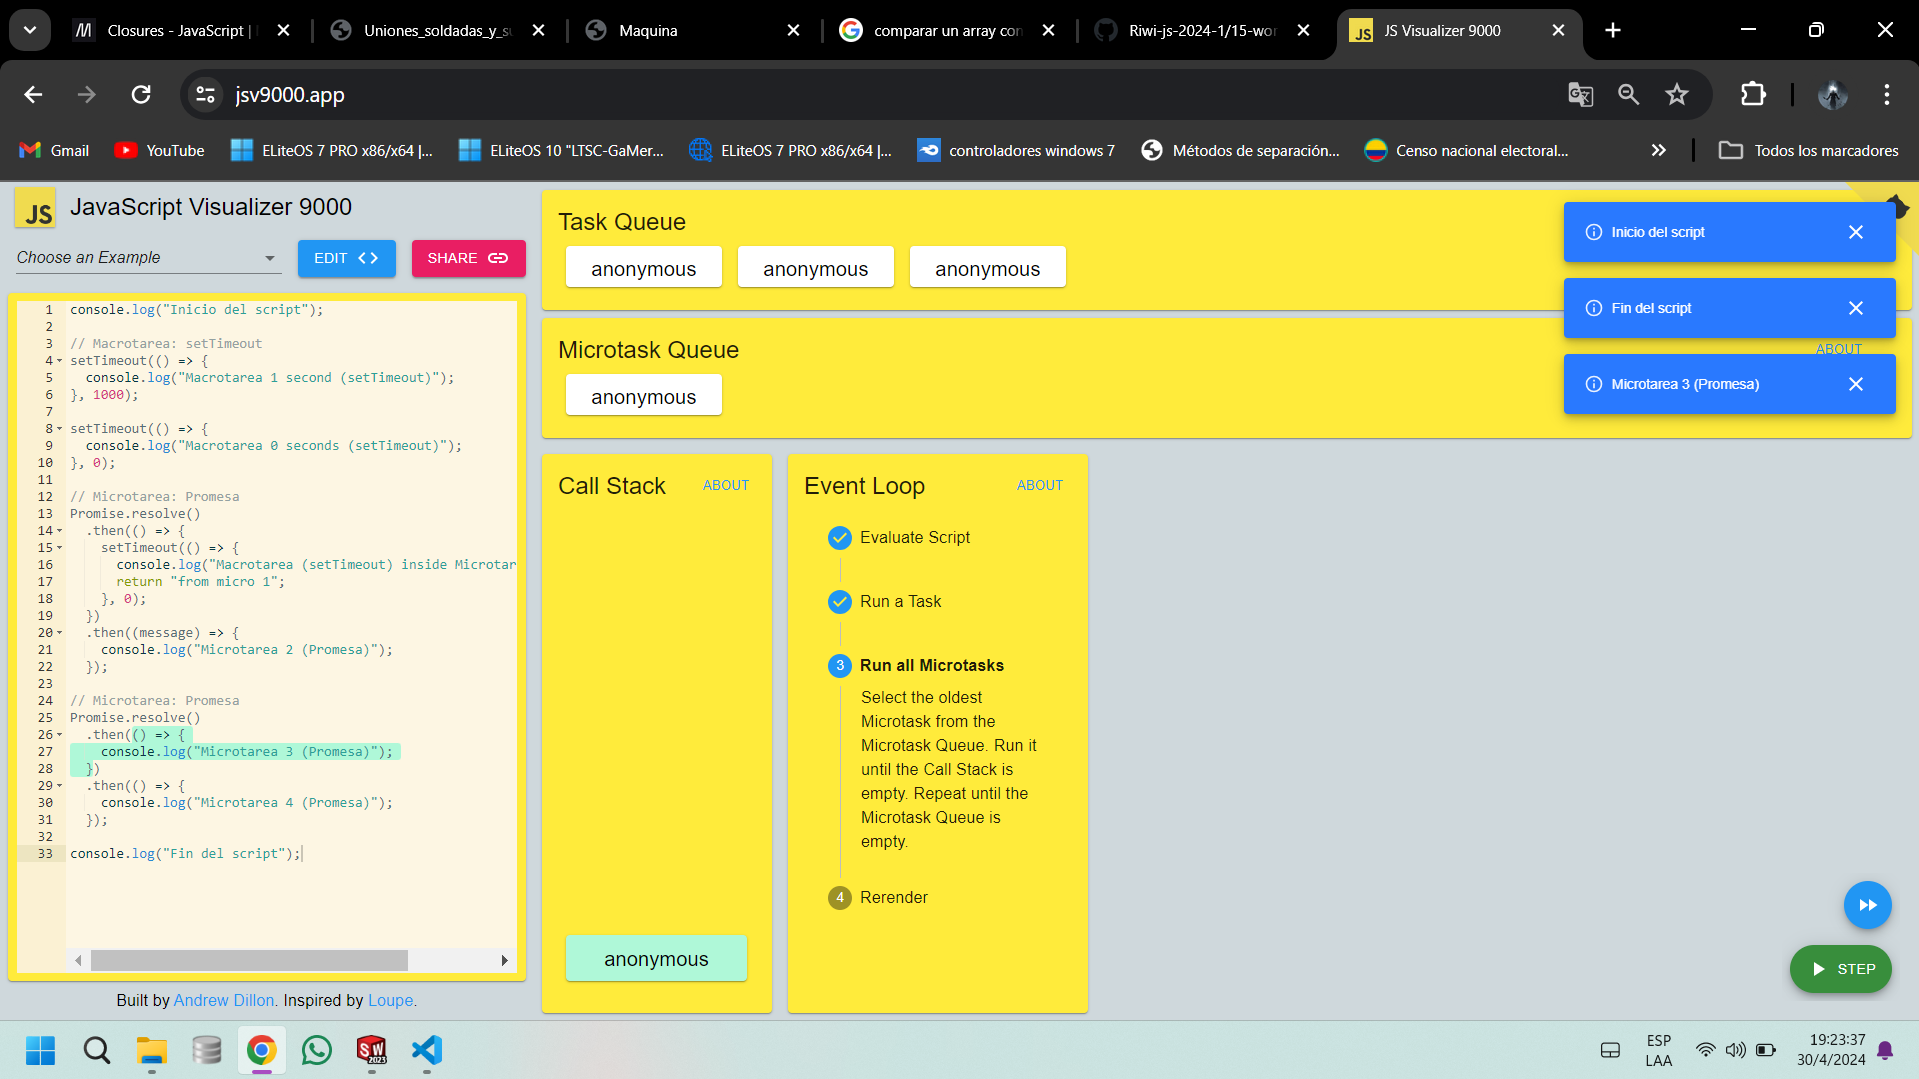 Closures - JavaScript |
Uniones_soldadas_y_su
Maquina
comparar un array con
Riwi-js-2024-1/15-wor
JS Visualizer 9000
jsv9000.app
Gmail
YouTube
ELiteOS 7 PRO x86/x64 |...
ELiteOS 10 "LTSC-GaMer...
ELiteOS 7 PRO x86/x64 |...
controladores windows 7
Métodos de separación...
Censo nacional electoral...
Todos los marcadores
JS
JavaScript Visualizer 9000
Choose an Example
EDIT
SHARE
1 console.log("Inicio del script");
2
3 // Macrotarea: setTimeout
4 setTimeout(() => {
5 console.log("Macrotarea 1 second (setTimeout)");
6 }, 1000);
7
8 setTimeout(() => {
9 console.log("Macrotarea 0 seconds (setTimeout)");
10 }, 0);
11
12 // Microtarea: Promesa
13 Promise.resolve()
14 .then(() => {
15 setTimeout(() => {
16 console.log("Macrotarea (setTimeout) inside Microtar
17 return "from micro 1";
18 }, 0);
19 })
20 .then((message) => {
21 console.log("Microtarea 2 (Promesa)");
22 });
23
24 // Microtarea: Promesa
25 Promise.resolve()
26 .then(() => {
27 console.log("Microtarea 3 (Promesa)");
28 })
29 .then(() => {
30 console.log("Microtarea 4 (Promesa)");
31 });
32
33 console.log("Fin del script");
Built by Andrew Dillon. Inspired by Loupe.
Task Queue
anonymous
anonymous
anonymous
Microtask Queue
ABOUT
anonymous
Inicio del script
Fin del script
Microtarea 3 (Promesa)
Call Stack
ABOUT
anonymous
Event Loop
ABOUT
Evaluate Script
Run a Task
3 Run all Microtasks
Select the oldest
Microtask from the
Microtask Queue. Run it
until the Call Stack is
empty. Repeat until the
Microtask Queue is
empty.
4 Rerender
STEP
SW
2023
ESP
LAA
19:23:37
30/4/2024